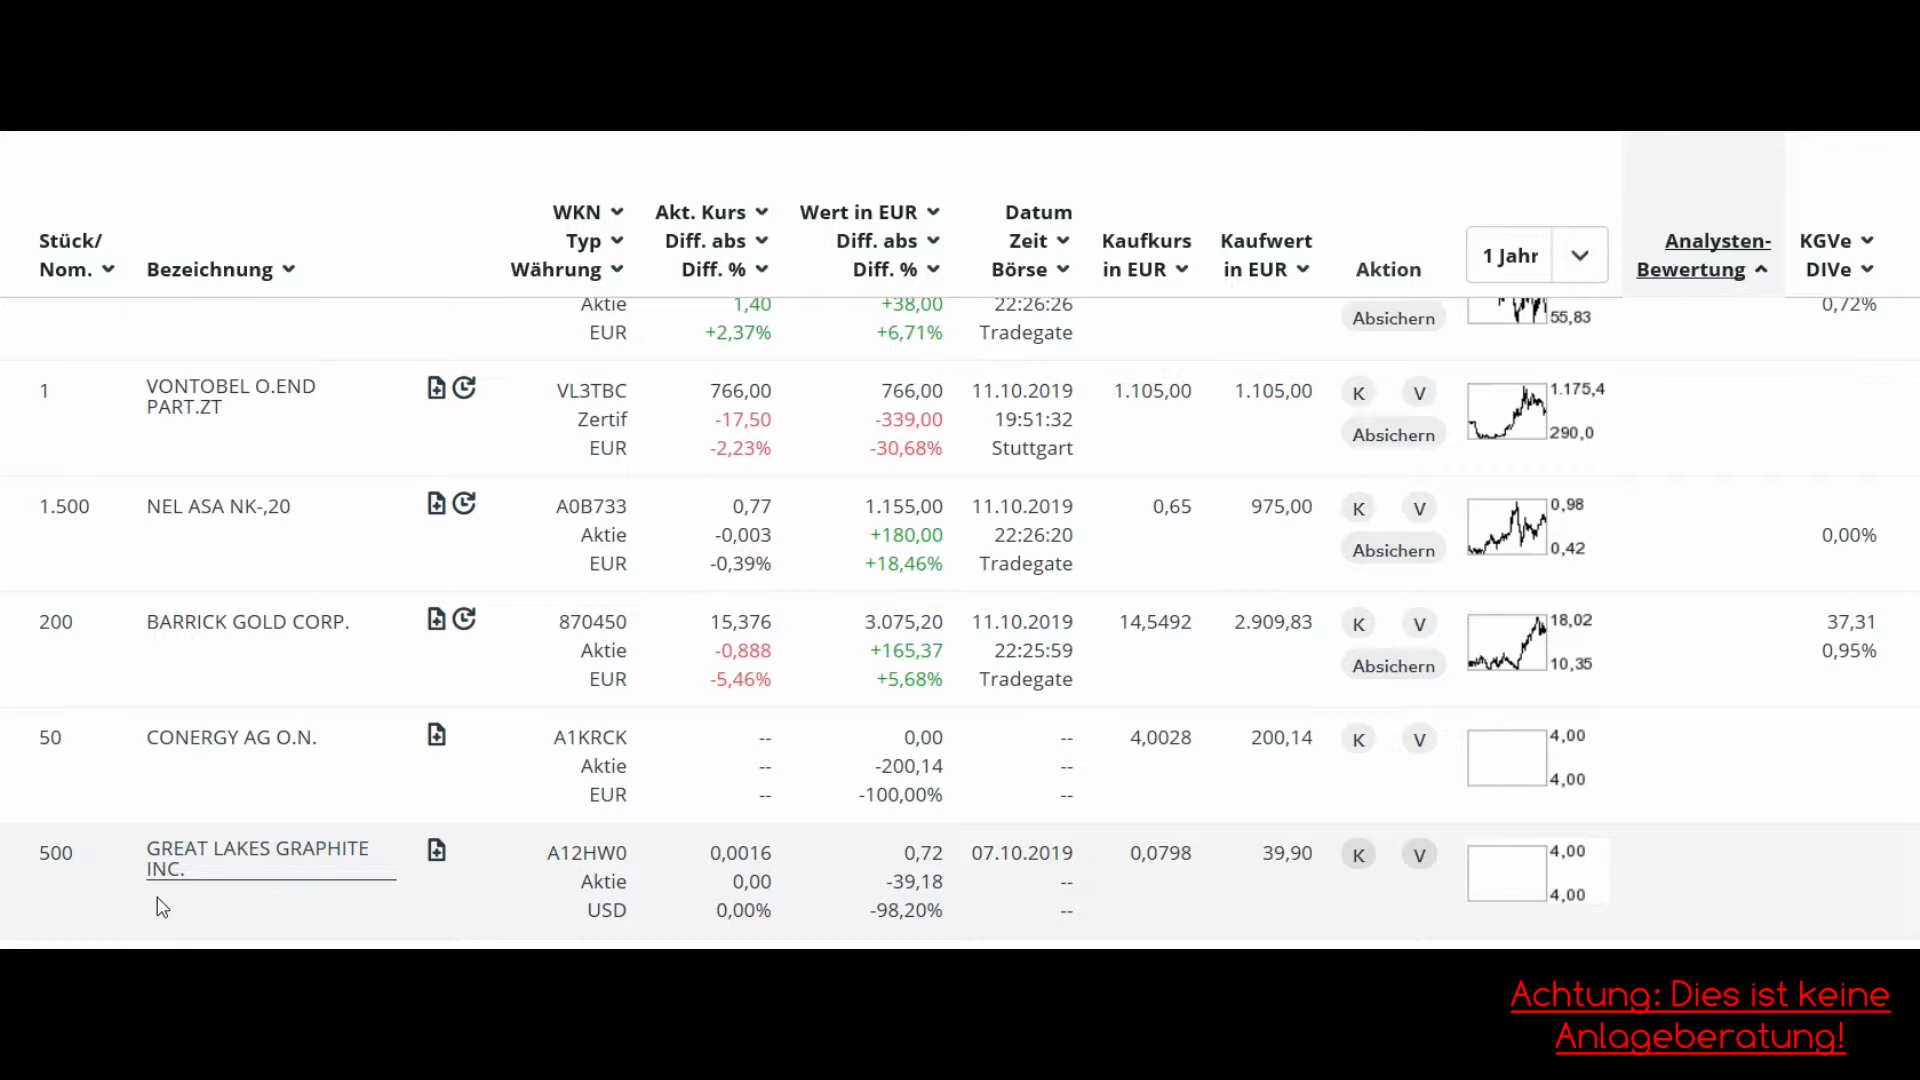 WKN Akt. Kurs Wert in EUR Datum
Stück/ Typ Diff. abs Diff. abs Zeit Kaufkurs Kaufwert 1 Jahr Analysten- KGVe
Nom. Bezeichnung Währung Diff. % Diff. % Börse in EUR in EUR Aktion Bewertung DIVe
Aktie 1,40 +38,00 22:26:26 Absichern 55,83 0,72%
EUR +2,37% +6,71% Tradegate
1 VONTOBEL O.END VL3TBC 766,00 766,00 11.10.2019 1.105,00 1.105,00 K V 1.175,4
PART.ZT Zertif -17,50 -339,00 19:51:32 Absichern 290,0
EUR -2,23% -30,68% Stuttgart
1.500 NEL ASA NK-,20 A0B733 0,77 1.155,00 11.10.2019 0,65 975,00 K V 0,98
Aktie -0,003 +180,00 22:26:20 Absichern 0,42 0,00%
EUR -0,39% +18,46% Tradegate
200 BARRICK GOLD CORP. 870450 15,376 3.075,20 11.10.2019 14,5492 2.909,83 K V 18,02 37,31
Aktie -0,888 +165,37 22:25:59 Absichern 10,35 0,95%
EUR -5,46% +5,68% Tradegate
50 CONERGY AG O.N. A1KRCK -- 0,00 -- 4,0028 200,14 K V 4,00
Aktie -- -200,14 -- 4,00
EUR -- -100,00% --
500 GREAT LAKES GRAPHITE A12HW0 0,0016 0,72 07.10.2019 0,0798 39,90 K V 4,00
INC. Aktie 0,00 -39,18 -- 4,00
USD 0,00% -98,20% --
Achtung: Dies ist keine
Anlageberatung!